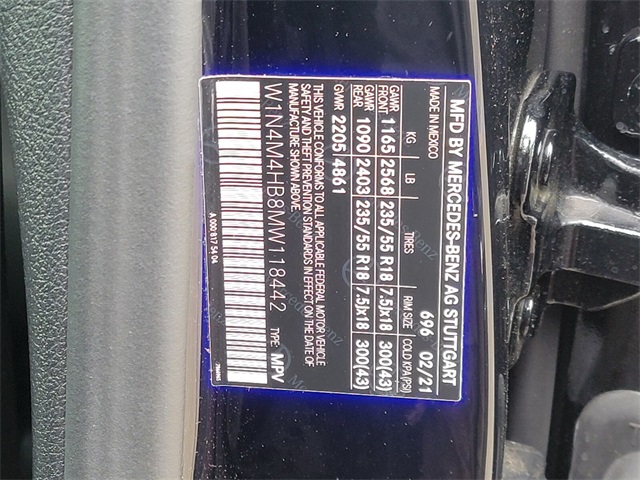 MFD BY MERCEDES-BENZ AG STUTTGART
MADE IN MEXICO 696 02/21
KG LB TIRES RIM SIZE COLD KPA (PSI)
GAWR FRONT 1165 2568 235/55 R18 7.5Jx18 300(43)
GAWR REAR 1090 2403 235/55 R18 7.5Jx18 300(43)
GVWR 2205 4861
THIS VEHICLE CONFORMS TO ALL APPLICABLE FEDERAL MOTOR VEHICLE
SAFETY AND THEFT PREVENTION STANDARDS IN EFFECT ON THE DATE OF
MANUFACTURE SHOWN ABOVE.
W1N4M4HB8MW118442 TYPE: MPV
A 000 817 54 04